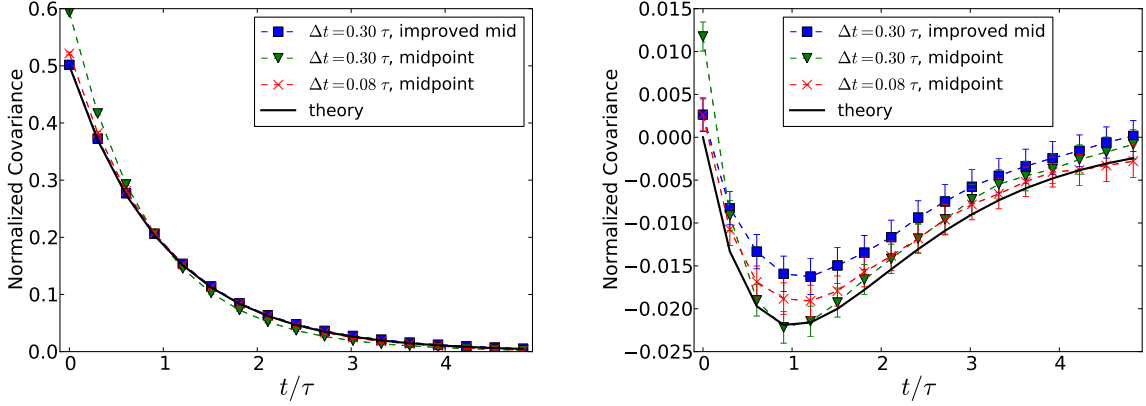 0.6
0.5
0.4
0.3
0.2
0.1
0.0
Normalized Covariance
Δt = 0.30 τ, improved mid
Δt = 0.30 τ, midpoint
Δt = 0.08 τ, midpoint
theory
0 1 2 3 4
t/τ
0.015
0.010
0.005
0.000
−0.005
−0.010
−0.015
−0.020
−0.025
Normalized Covariance
Δt = 0.30 τ, improved mid
Δt = 0.30 τ, midpoint
Δt = 0.08 τ, midpoint
theory
0 1 2 3 4
t/τ